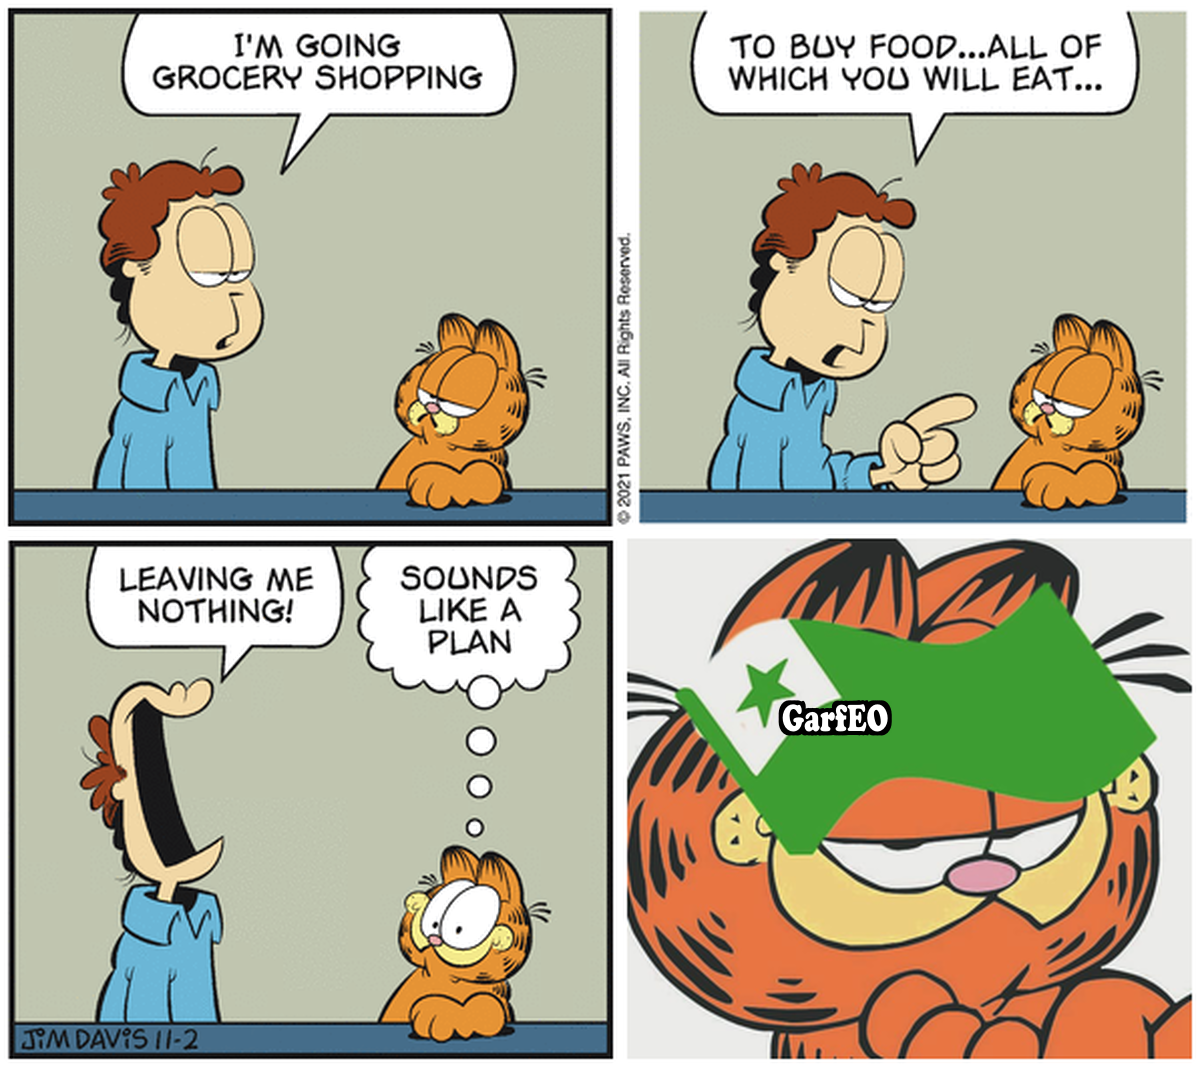 I'M GOING
GROCERY SHOPPING
TO BUY FOOD...ALL OF
WHICH YOU WILL EAT...
© 2021 PAWS, INC. All Rights Reserved.
LEAVING ME
NOTHING!
SOUNDS
LIKE A
PLAN
JIM DAVIS 11-2
GarfEO